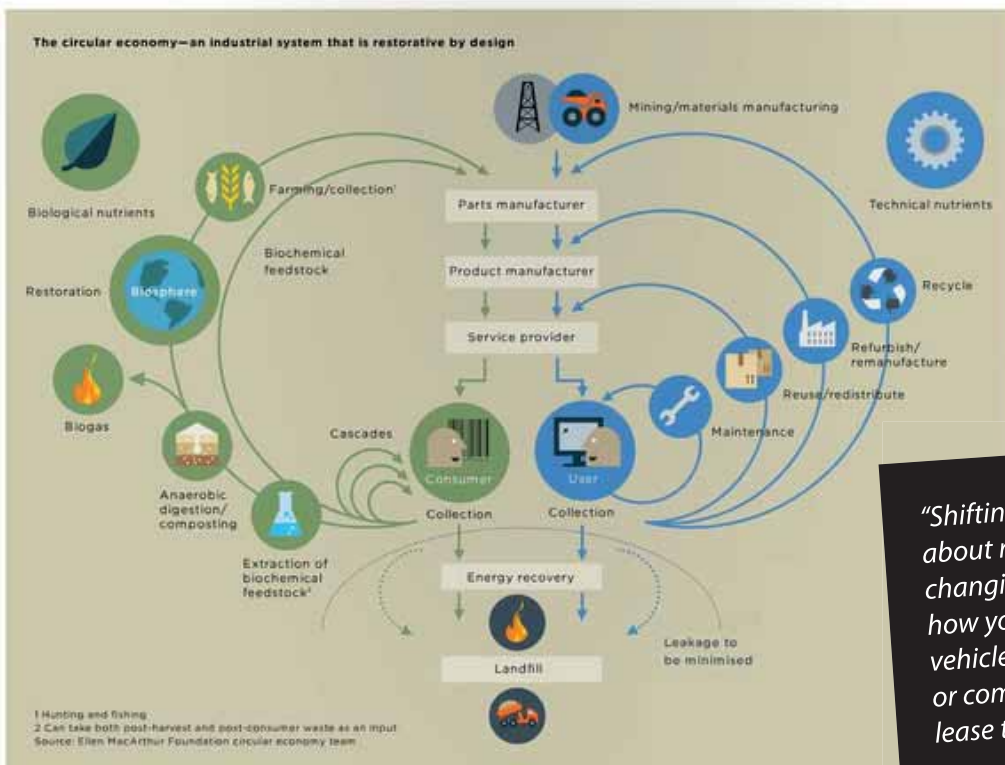 The circular economy—an industrial system that is restorative by design
Mining/materials manufacturing
Biological nutrients
Technical nutrients
Farming/collection¹
Parts manufacturer
Biochemical
feedstock
Product manufacturer
Restoration
Biosphere
Recycle
Service provider
Refurbish/
remanufacture
Reuse/redistribute
Biogas
Cascades
Maintenance
Consumer
User
Anaerobic
digestion/
composting
Collection
Collection
Extraction of
biochemical
feedstock²
Energy recovery
Leakage to
be minimised
Landfill
1 Hunting and fishing
2 Can take both post-harvest and post-consumer waste as an input
Source: Ellen MacArthur Foundation circular economy team
"Shiftin
about
changi
how yo
vehicle
or com
lease